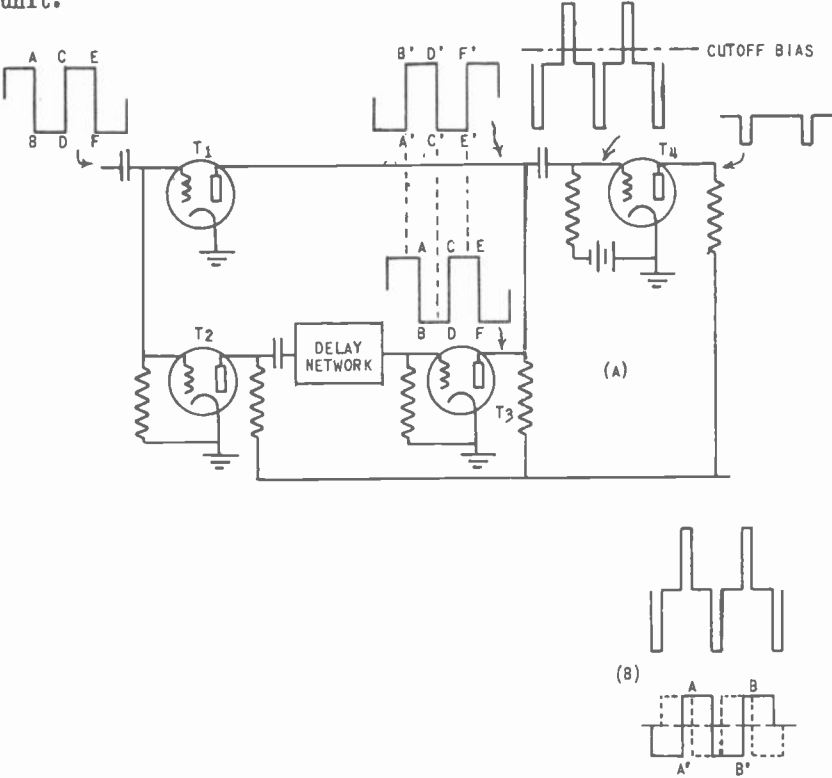 unit.
CUTOFF BIAS
A C E
B D F
B' D' F'
A' C' E'
T1
T4
A C E
B D F
T2
DELAY
NETWORK
T3
(A)
(B)
A B
A' B'